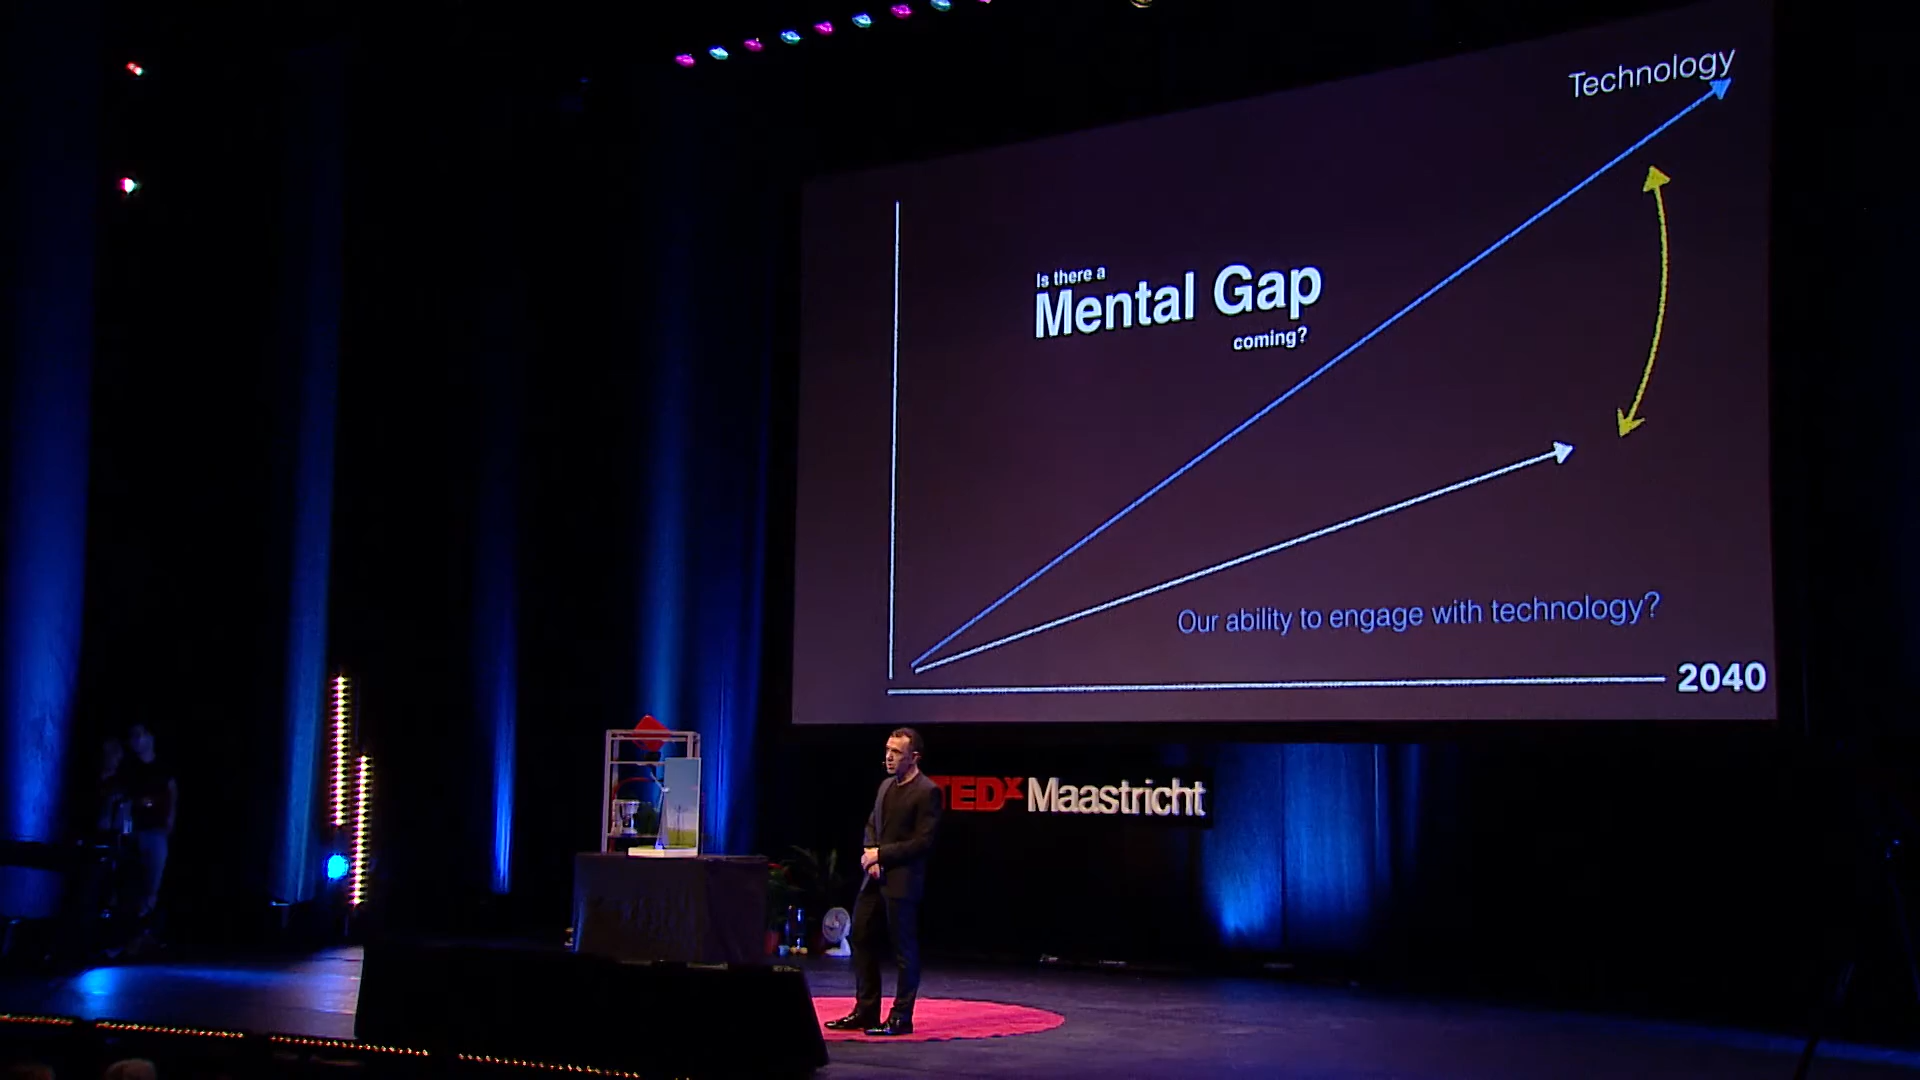 Technology
Is there a
Mental Gap
coming?
Our ability to engage with technology?
2040
TEDx Maastricht